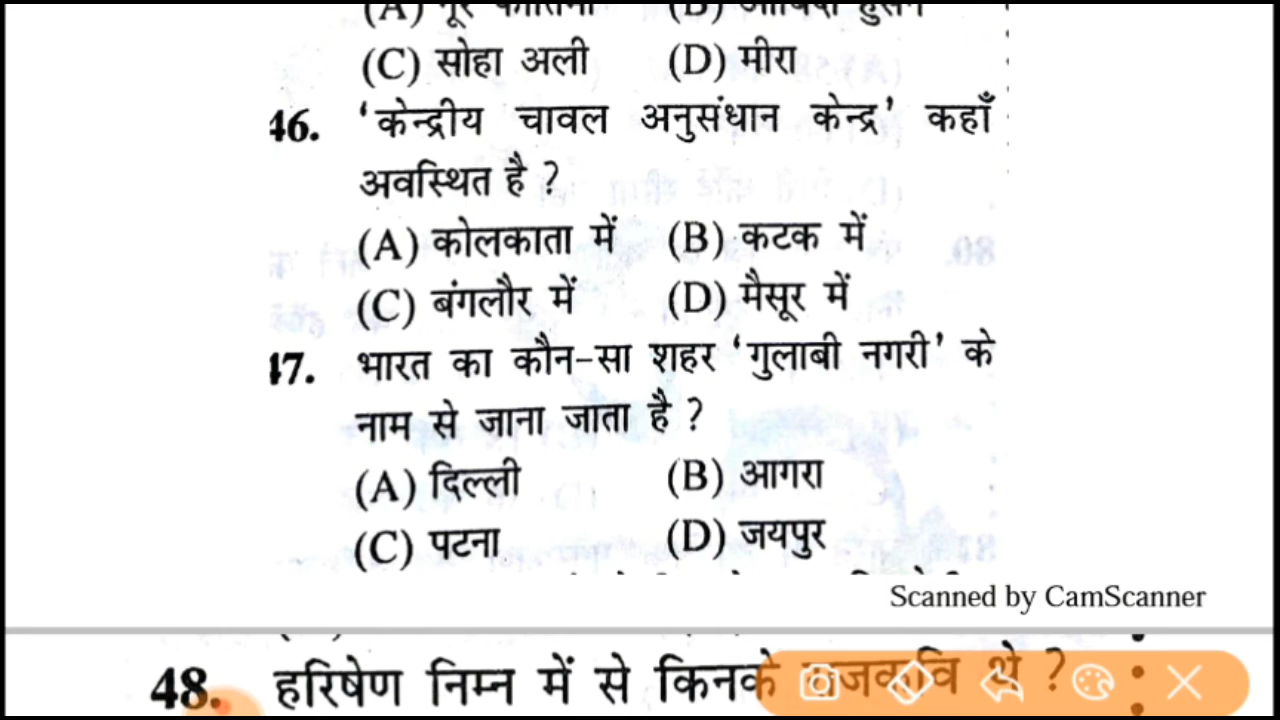 (C) सोहा अली (D) मीरा
46. 'केन्द्रीय चावल अनुसंधान केन्द्र' कहाँ
अवस्थित है ?
(A) कोलकाता में (B) कटक में
(C) बंगलौर में (D) मैसूर में
47. भारत का कौन-सा शहर 'गुलाबी नगरी' के
नाम से जाना जाता है ?
(A) दिल्ली (B) आगरा
(C) पटना (D) जयपुर
Scanned by CamScanner
48. हरिषेण निम्न में से किनके राजकवि थे ?